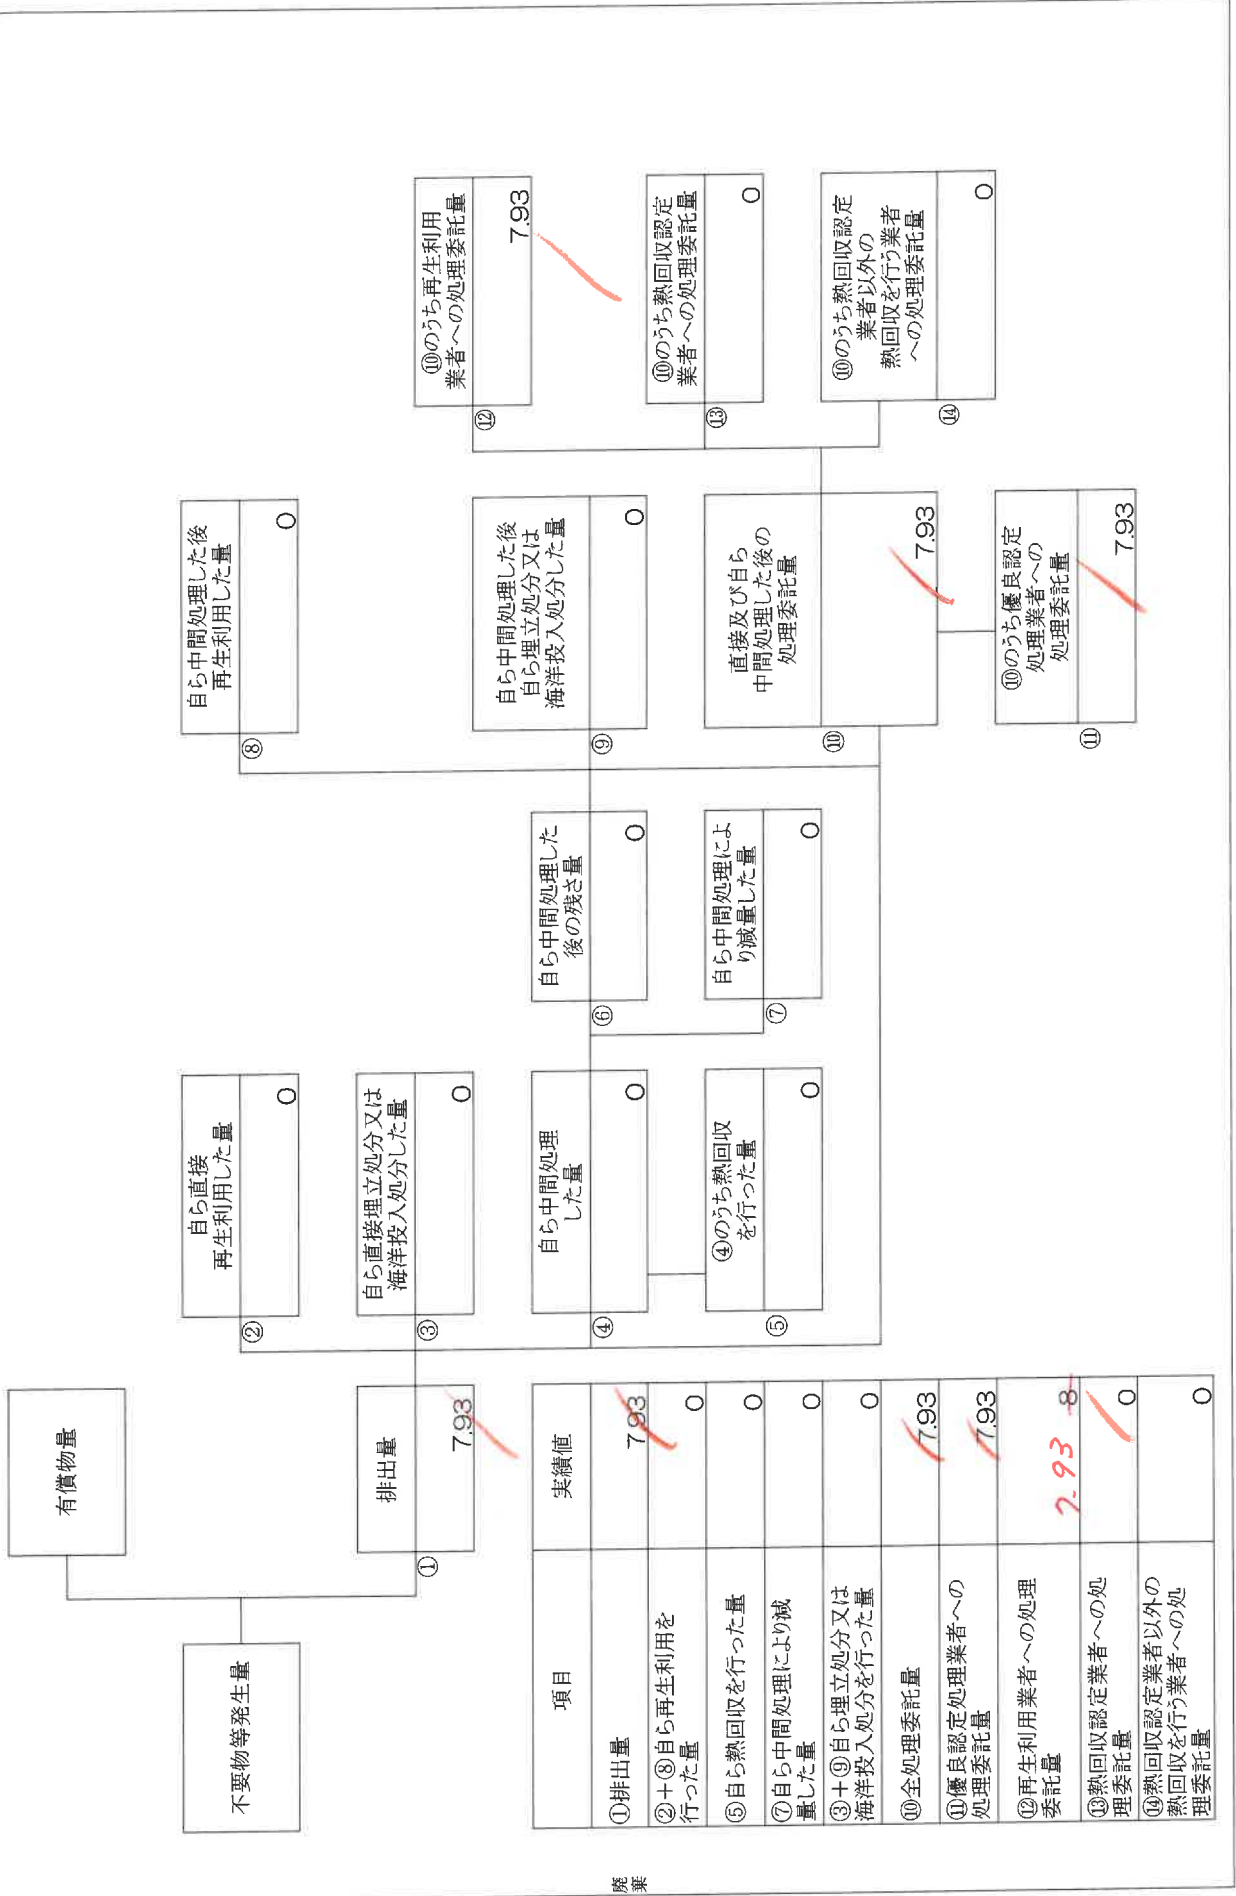 有償物量
不要物等発生量
排出量
①
7.93
自ら直接
再生利用した量
②
0
自ら直接埋立処分又は
海洋投入処分した量
③
0
自ら中間処理
した量
④
0
④のうち熱回収
を行った量
⑤
0
自ら中間処理した
後の残さ量
⑥
0
自ら中間処理によ
り減量した量
⑦
0
自ら中間処理した後
再生利用した量
⑧
0
自ら中間処理した後
自ら埋立処分又は
海洋投入処分した量
⑨
0
直接及び自ら
中間処理した後の
処理委託量
⑩
7.93
⑩のうち優良認定
処理業者への
処理委託量
⑪
7.93
⑩のうち再生利用
業者への処理委託量
⑫
7.93
⑩のうち熱回収認定
業者への処理委託量
⑬
0
⑩のうち熱回収認定
業者以外の
熱回収を行う業者
への処理委託量
⑭
0
項目 実績値
①排出量 7.93
②+⑧自ら再生利用を
行った量 0
⑤自ら熱回収を行った量 0
⑦自ら中間処理により減
量した量 0
③+⑨自ら埋立処分又は
海洋投入処分を行った量 0
⑩全処理委託量 7.93
⑪優良認定処理業者への
処理委託量 7.93
⑫再生利用業者への処理
委託量 8 7.93
⑬熱回収認定業者への処
理委託量 0
⑭熱回収認定業者以外の
熱回収を行う業者への処
理委託量 0
廃
棄